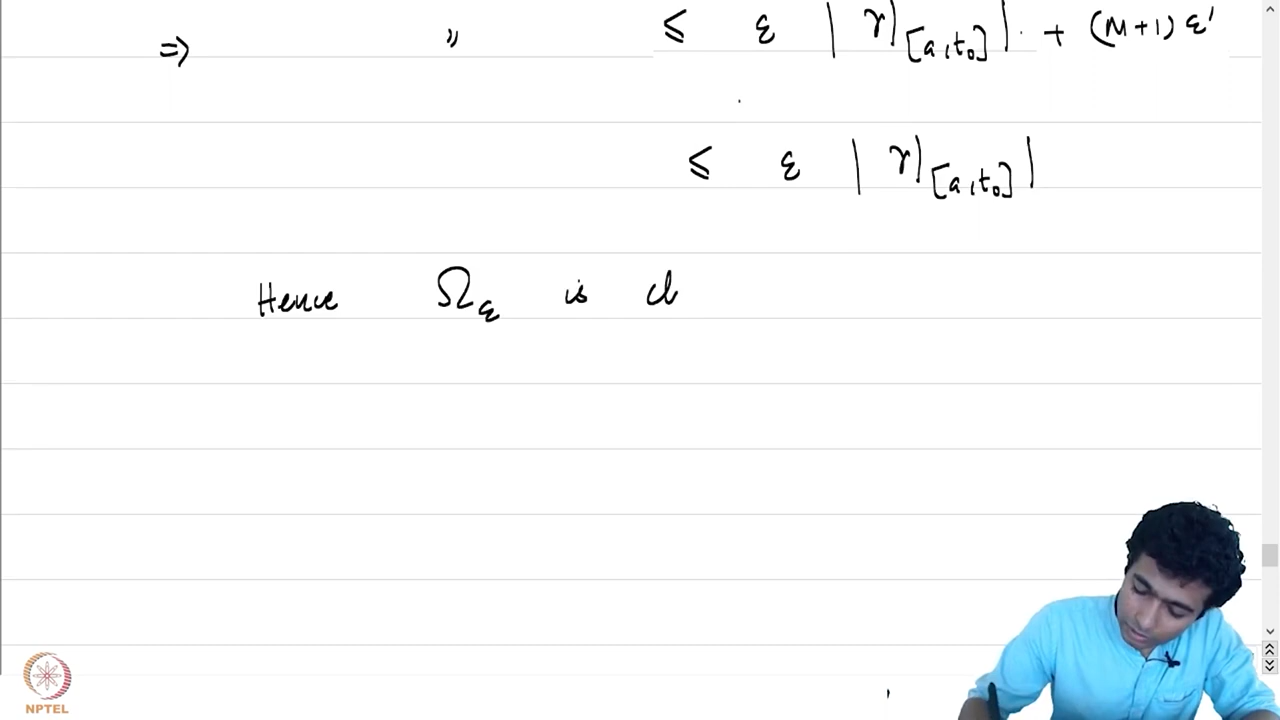 ⇒ " ≤ ε |γ|[a,t₀]| + (M+1) ε'
≤ ε |γ|[a,t₀]|
Hence Ω_ε is cl
NPTEL